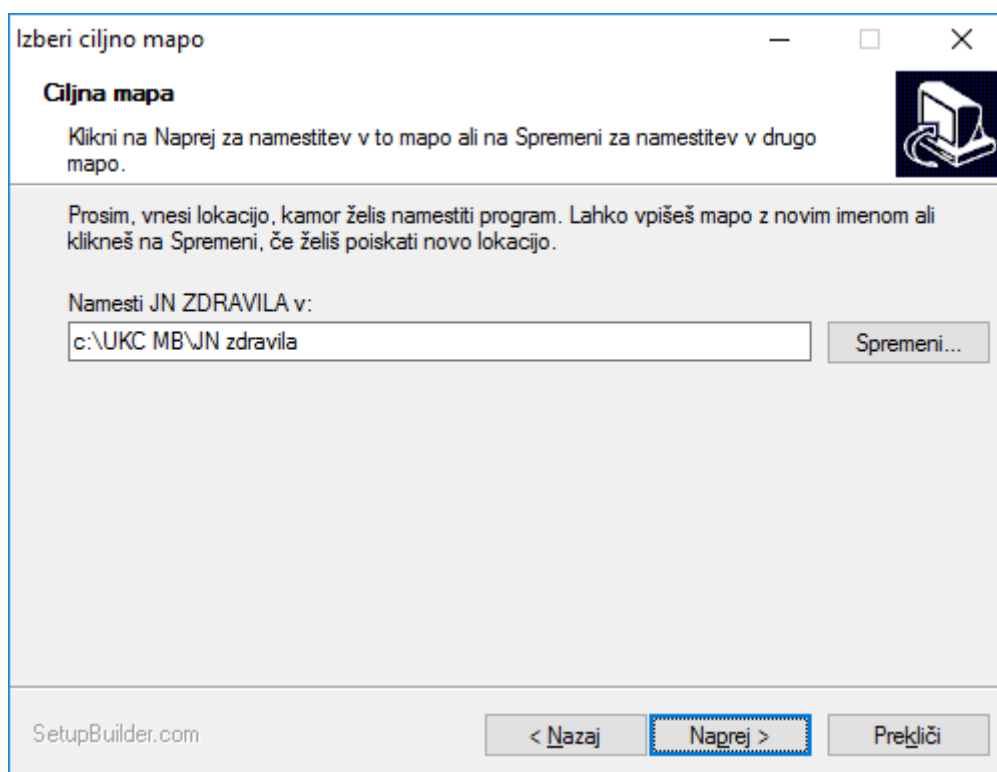 Izberi ciljno mapo
Ciljna mapa
Klikni na Naprej za namestitev v to mapo ali na Spremeni za namestitev v drugo
mapo.
Prosim, vnesi lokacijo, kamor želis namestiti program. Lahko vpišeš mapo z novim imenom ali
klikneš na Spremeni, če želiš poiskati novo lokacijo.
Namesti JN ZDRAVILA v:
c:\UKC MB\JN zdravila
Spremeni...
SetupBuilder.com
< Nazaj
Naprej >
Prekliči